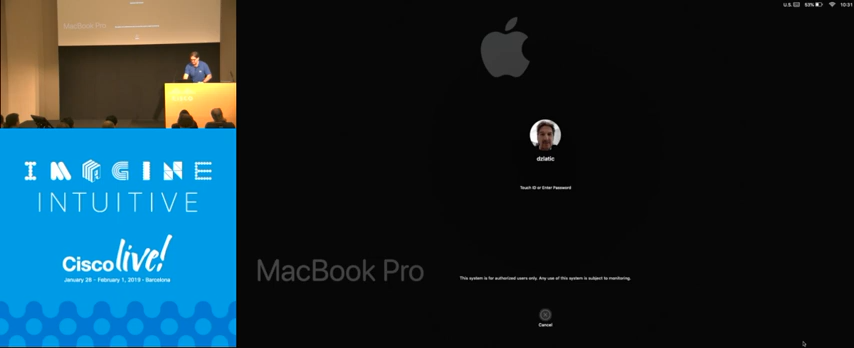 MacBook Pro
IMAGINE
INTUITIVE
Cisco live!
January 28 - February 1, 2019 • Barcelona
U.S. 53% 10:31
dziatic
Touch ID or Enter Password
MacBook Pro
This system is for authorized users only. Any use of this system is subject to monitoring.
Cancel